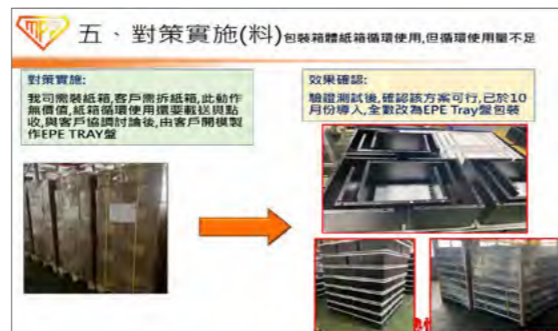 五、對策實施(料)包裝箱體紙箱循環使用,但循環使用量不足
對策實施:
我司需裝紙箱,客戶需拆紙箱,此動作
無價值,紙箱循環使用還要載送與點
收,與客戶協調討論後,由客戶開模製
作EPE TRAY盤
效果確認:
驗證測試後,確認該方案可行,已於10
月份導入,全數改為EPE Tray盤包裝